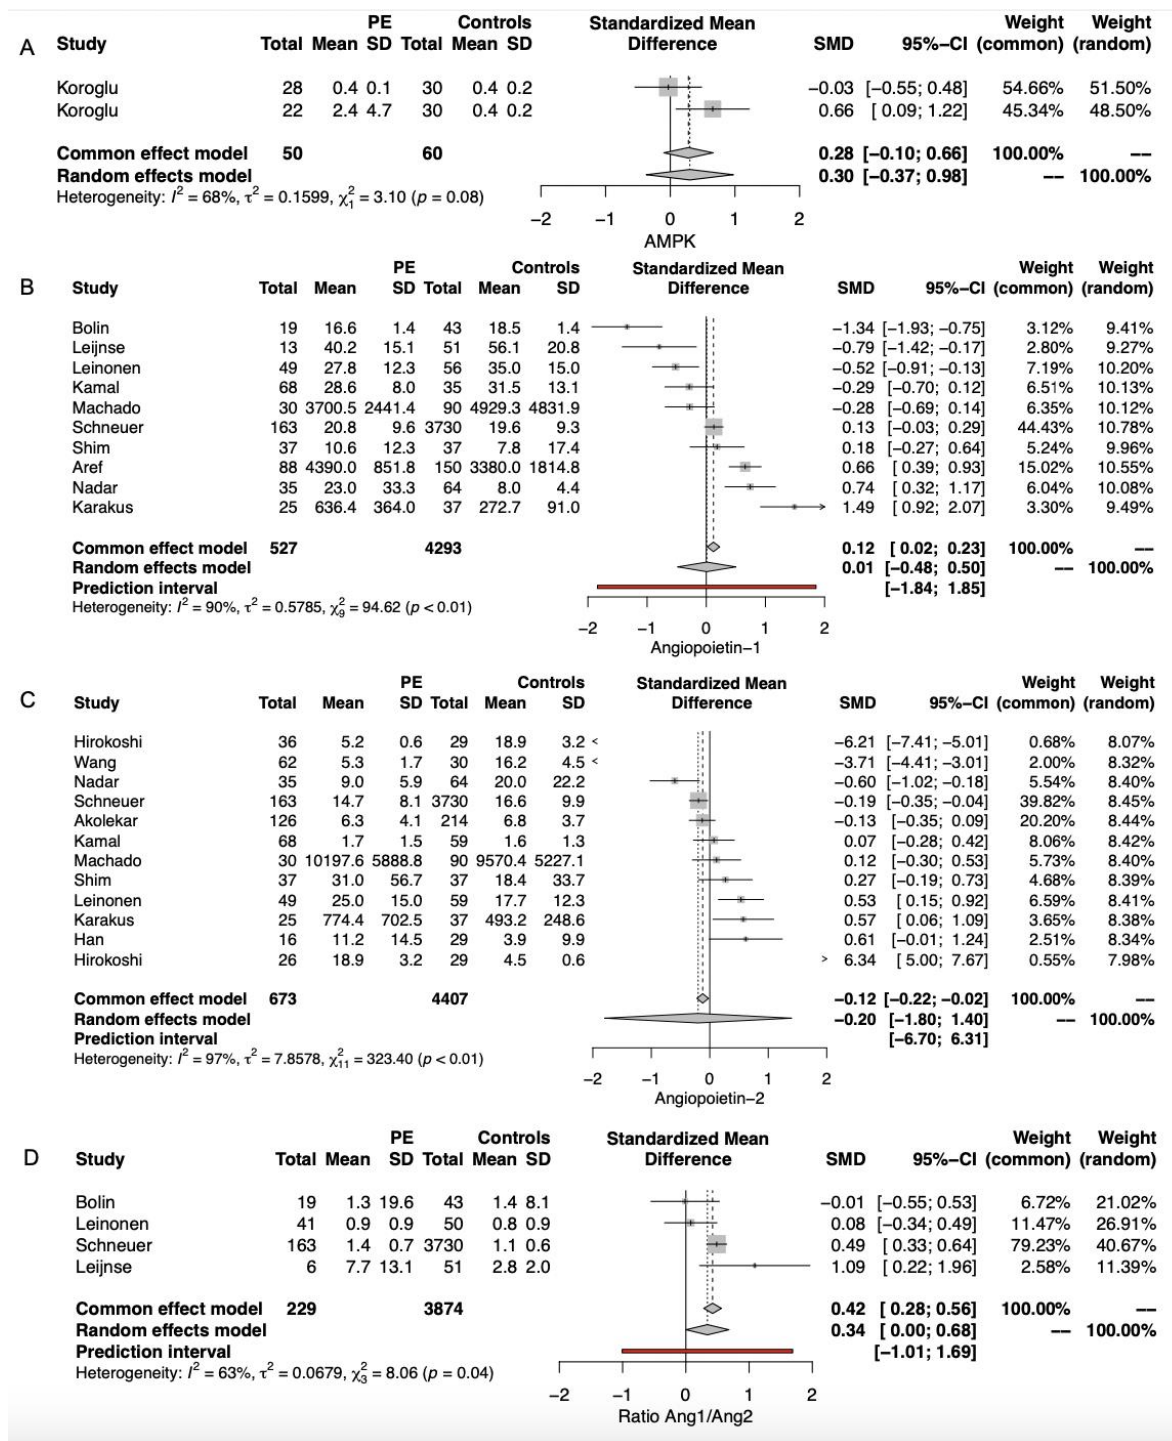 A
PE Controls Standardized Mean Weight Weight
Study Total Mean SD Total Mean SD Difference SMD 95%−CI (common) (random)
Koroglu 28 0.4 0.1 30 0.4 0.2 −0.03 [−0.55; 0.48] 54.66% 51.50%
Koroglu 22 2.4 4.7 30 0.4 0.2 0.66 [ 0.09; 1.22] 45.34% 48.50%
Common effect model 50 60 0.28 [−0.10; 0.66] 100.00% −−
Random effects model 0.30 [−0.37; 0.98] −− 100.00%
Heterogeneity: I² = 68%, τ² = 0.1599, χ²₁ = 3.10 (p = 0.08)
−2 −1 0 1 2
AMPK
B
PE Controls Standardized Mean Weight Weight
Study Total Mean SD Total Mean SD Difference SMD 95%−CI (common) (random)
Bolin 19 16.6 1.4 43 18.5 1.4 −1.34 [−1.93; −0.75] 3.12% 9.41%
Leijnse 13 40.2 15.1 51 56.1 20.8 −0.79 [−1.42; −0.17] 2.80% 9.27%
Leinonen 49 27.8 12.3 56 35.0 15.0 −0.52 [−0.91; −0.13] 7.19% 10.20%
Kamal 68 28.6 8.0 35 31.5 13.1 −0.29 [−0.70; 0.12] 6.51% 10.13%
Machado 30 3700.5 2441.4 90 4929.3 4831.9 −0.28 [−0.69; 0.14] 6.35% 10.12%
Schneuer 163 20.8 9.6 3730 19.6 9.3 0.13 [−0.03; 0.29] 44.43% 10.78%
Shim 37 10.6 12.3 37 7.8 17.4 0.18 [−0.27; 0.64] 5.24% 9.96%
Aref 88 4390.0 851.8 150 3380.0 1814.8 0.66 [ 0.39; 0.93] 15.02% 10.55%
Nadar 35 23.0 33.3 64 8.0 4.4 0.74 [ 0.32; 1.17] 6.04% 10.08%
Karakus 25 636.4 364.0 37 272.7 91.0 1.49 [ 0.92; 2.07] 3.30% 9.49%
Common effect model 527 4293 0.12 [ 0.02; 0.23] 100.00% −−
Random effects model 0.01 [−0.48; 0.50] −− 100.00%
Prediction interval [−1.84; 1.85]
Heterogeneity: I² = 90%, τ² = 0.5785, χ²₉ = 94.62 (p < 0.01)
−2 −1 0 1 2
Angiopoietin−1
C
PE Controls Standardized Mean Weight Weight
Study Total Mean SD Total Mean SD Difference SMD 95%−CI (common) (random)
Hirokoshi 36 5.2 0.6 29 18.9 3.2 < −6.21 [−7.41; −5.01] 0.68% 8.07%
Wang 62 5.3 1.7 30 16.2 4.5 < −3.71 [−4.41; −3.01] 2.00% 8.32%
Nadar 35 9.0 5.9 64 20.0 22.2 −0.60 [−1.02; −0.18] 5.54% 8.40%
Schneuer 163 14.7 8.1 3730 16.6 9.9 −0.19 [−0.35; −0.04] 39.82% 8.45%
Akolekar 126 6.3 4.1 214 6.8 3.7 −0.13 [−0.35; 0.09] 20.20% 8.44%
Kamal 68 1.7 1.5 59 1.6 1.3 0.07 [−0.28; 0.42] 8.06% 8.42%
Machado 30 10197.6 5888.8 90 9570.4 5227.1 0.12 [−0.30; 0.53] 5.73% 8.40%
Shim 37 31.0 56.7 37 18.4 33.7 0.27 [−0.19; 0.73] 4.68% 8.39%
Leinonen 49 25.0 15.0 59 17.7 12.3 0.53 [ 0.15; 0.92] 6.59% 8.41%
Karakus 25 774.4 702.5 37 493.2 248.6 0.57 [ 0.06; 1.09] 3.65% 8.38%
Han 16 11.2 14.5 29 3.9 9.9 0.61 [−0.01; 1.24] 2.51% 8.34%
Hirokoshi 26 18.9 3.2 29 4.5 0.6 > 6.34 [ 5.00; 7.67] 0.55% 7.98%
Common effect model 673 4407 −0.12 [−0.22; −0.02] 100.00% −−
Random effects model −0.20 [−1.80; 1.40] −− 100.00%
Prediction interval [−6.70; 6.31]
Heterogeneity: I² = 97%, τ² = 7.8578, χ²₁₁ = 323.40 (p < 0.01)
−2 −1 0 1 2
Angiopoietin−2
D
PE Controls Standardized Mean Weight Weight
Study Total Mean SD Total Mean SD Difference SMD 95%−CI (common) (random)
Bolin 19 1.3 19.6 43 1.4 8.1 −0.01 [−0.55; 0.53] 6.72% 21.02%
Leinonen 41 0.9 0.9 50 0.8 0.9 0.08 [−0.34; 0.49] 11.47% 26.91%
Schneuer 163 1.4 0.7 3730 1.1 0.6 0.49 [ 0.33; 0.64] 79.23% 40.67%
Leijnse 6 7.7 13.1 51 2.8 2.0 1.09 [ 0.22; 1.96] 2.58% 11.39%
Common effect model 229 3874 0.42 [ 0.28; 0.56] 100.00% −−
Random effects model 0.34 [ 0.00; 0.68] −− 100.00%
Prediction interval [−1.01; 1.69]
Heterogeneity: I² = 63%, τ² = 0.0679, χ²₃ = 8.06 (p = 0.04)
−2 −1 0 1 2
Ratio Ang1/Ang2